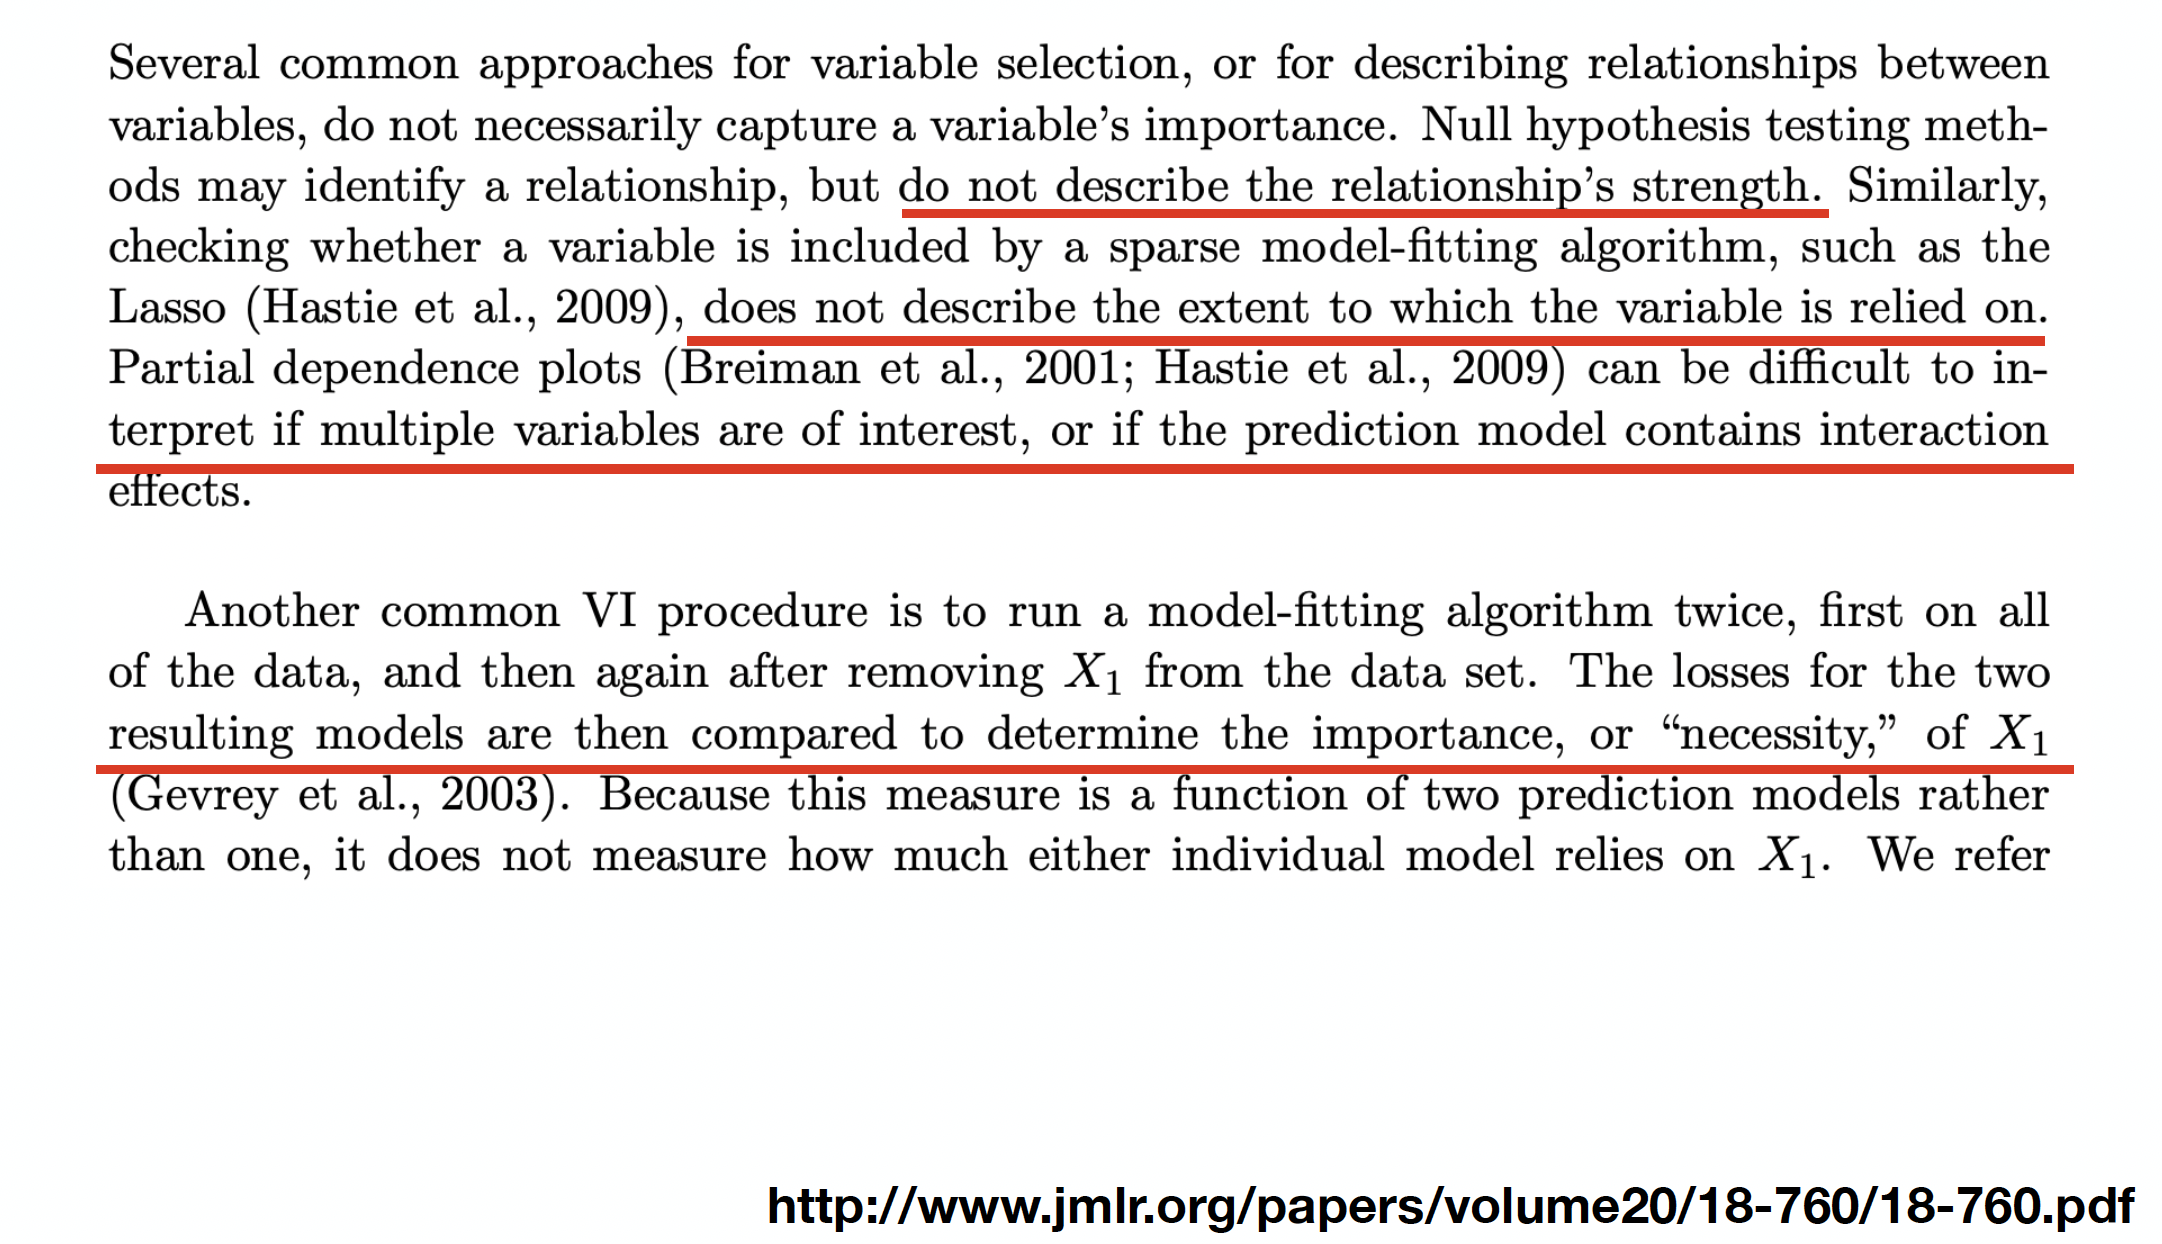 Several common approaches for variable selection, or for describing relationships between
variables, do not necessarily capture a variable’s importance. Null hypothesis testing meth-
ods may identify a relationship, but do not describe the relationship’s strength. Similarly,
checking whether a variable is included by a sparse model-fitting algorithm, such as the
Lasso (Hastie et al., 2009), does not describe the extent to which the variable is relied on.
Partial dependence plots (Breiman et al., 2001; Hastie et al., 2009) can be difficult to in-
terpret if multiple variables are of interest, or if the prediction model contains interaction
effects.
Another common VI procedure is to run a model-fitting algorithm twice, first on all
of the data, and then again after removing X₁ from the data set. The losses for the two
resulting models are then compared to determine the importance, or “necessity,” of X₁
(Gevrey et al., 2003). Because this measure is a function of two prediction models rather
than one, it does not measure how much either individual model relies on X₁. We refer
http://www.jmlr.org/papers/volume20/18-760/18-760.pdf